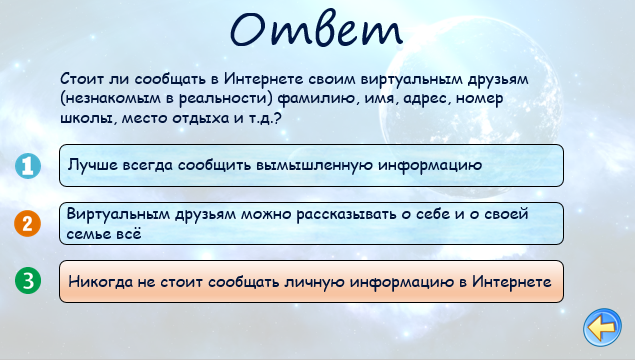 Ответ
Стоит ли сообщать в Интернете своим виртуальным друзьям
(незнакомым в реальности) фамилию, имя, адрес, номер
школы, место отдыха и т.д.?
1 Лучше всегда сообщить вымышленную информацию
2 Виртуальным друзьям можно рассказывать о себе и о своей
семье всё
3 Никогда не стоит сообщать личную информацию в Интернете